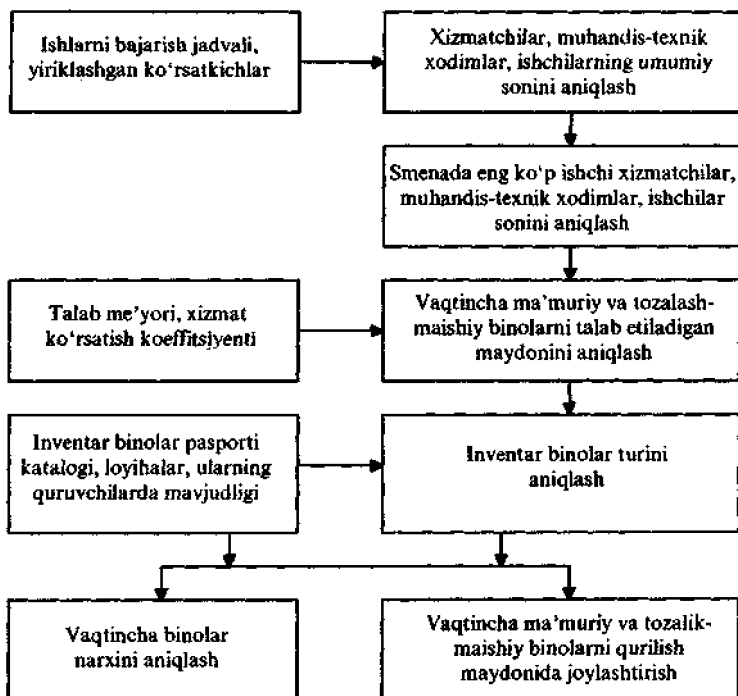 Ishlarni bajarish jadvali,
yiriklashgan ko‘rsatkichlar
Xizmatchilar, muhandis-texnik
xodimlar, ishchilarning umumiy
sonini aniqlash
Smenada eng ko‘p ishchi xizmatchilar,
muhandis-texnik xodimlar, ishchilar
sonini aniqlash
Talab me’yori, xizmat
ko‘rsatish koeffitsiyenti
Vaqtincha ma’muriy va tozalash-
maishiy binolarni talab etiladigan
maydonini aniqlash
Inventar binolar pasporti
katalogi, loyihalar, ularning
quruvchilarda mavjudligi
Inventar binolar turini
aniqlash
Vaqtincha binolar
narxini aniqlash
Vaqtincha ma’muriy va tozalik-
maishiy binolarni qurilish
maydonida joylashtirish